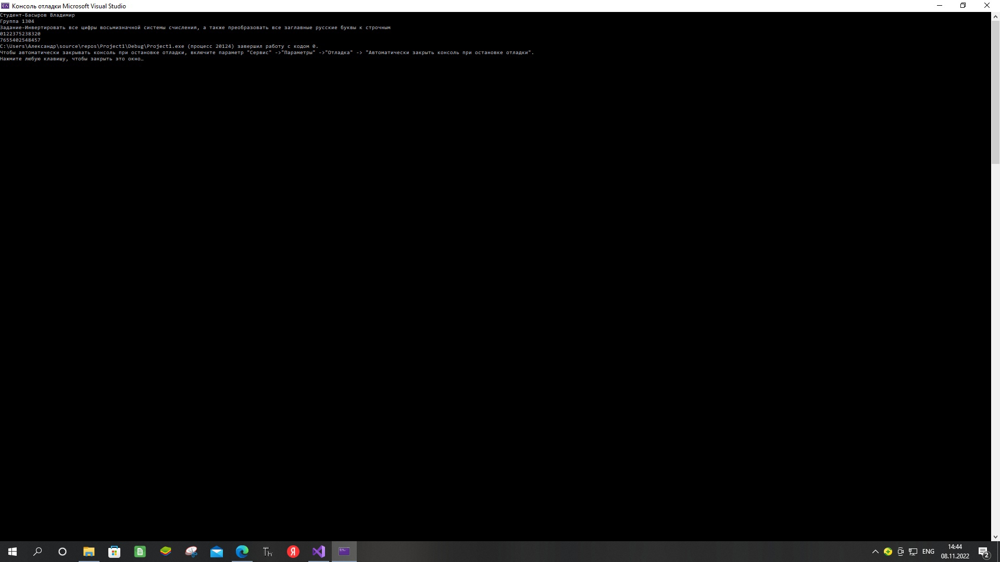 Консоль отладки Microsoft Visual Studio
Студент-Басыров Владимир
Группа 1304
Задание-Инвертировать все цифры восьмизначной системы счисления, а также преобразовать все заглавные русские буквы к строчным
0122375238320
7655402548457
C:\Users\Александр\source\repos\Project1\Debug\Project1.exe (процесс 20124) завершил работу с кодом 0.
Чтобы автоматически закрывать консоль при остановке отладки, включите параметр "Сервис" ->"Параметры" ->"Отладка" -> "Автоматически закрыть консоль при остановке отладки".
Нажмите любую клавишу, чтобы закрыть это окно…
ENG
14:44
08.11.2022
2